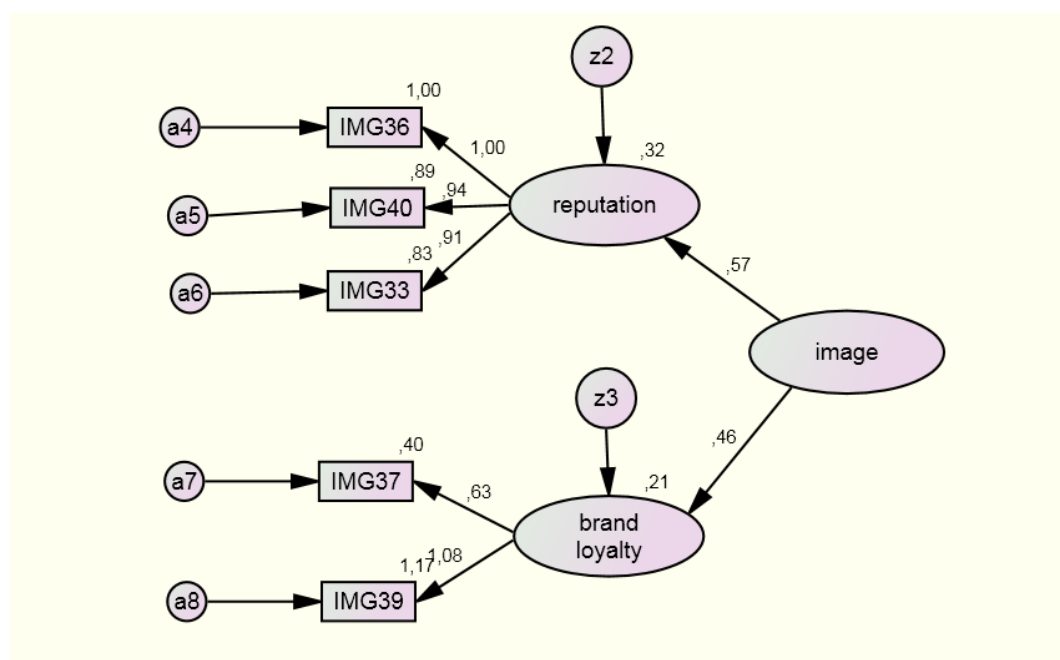 z2
1,00
a4
IMG36
1,00
,32
,89
,94
reputation
a5
IMG40
,91
,83
,57
a6
IMG33
image
z3
,46
,40
a7
IMG37
,63
,21
brand
loyalty
1,08
1,17
a8
IMG39